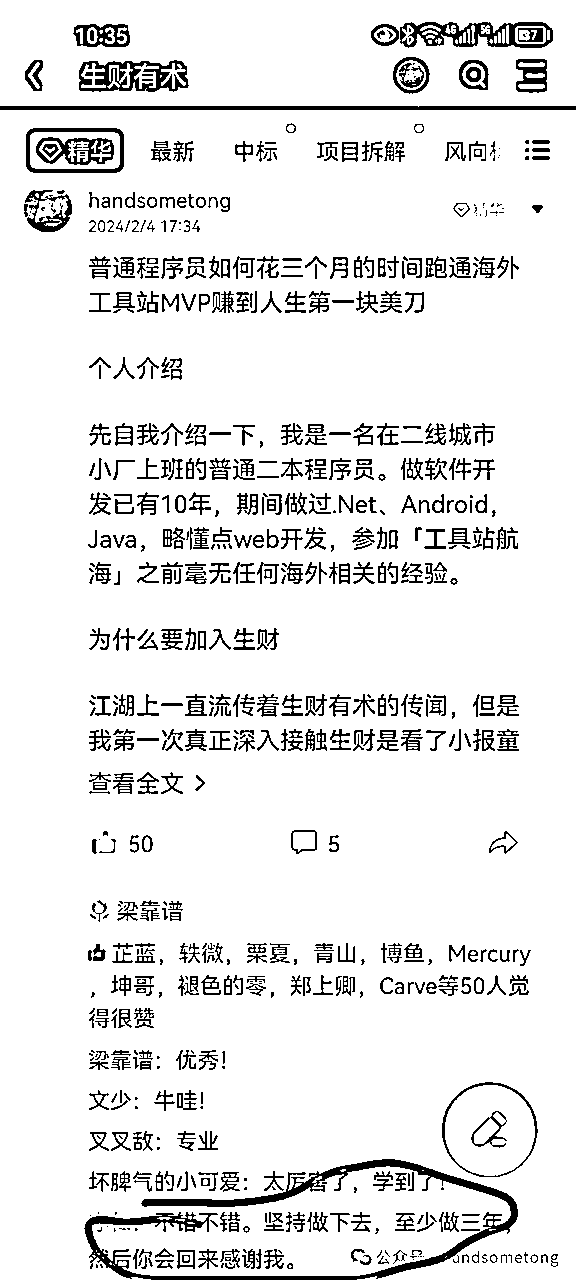 10:35
生财有术
精华 最新 中标 项目拆解 风向标
handsometong
2024/2/4 17:34
精华
普通程序员如何花三个月的时间跑通海外
工具站MVP赚到人生第一块美刀
个人介绍
先自我介绍一下，我是一名在二线城市
小厂上班的普通二本程序员。做软件开
发已有10年，期间做过.Net、Android，
Java，略懂点web开发，参加「工具站航
海」之前毫无任何海外相关的经验。
为什么要加入生财
江湖上一直流传着生财有术的传闻，但是
我第一次真正深入接触生财是看了小报童
查看全文 >
50 5
梁靠谱
芷蓝，轶微，栗夏，青山，博鱼，Mercury
，坤哥，褪色的零，郑上卿，Carve等50人觉
得很赞
梁靠谱：优秀！
文少：牛哇！
叉叉敌：专业
坏脾气的小可爱：太厉害了，学到了！
不错不错。坚持做下去，至少做三年，
然后你会回来感谢我。
公众号 handsometong